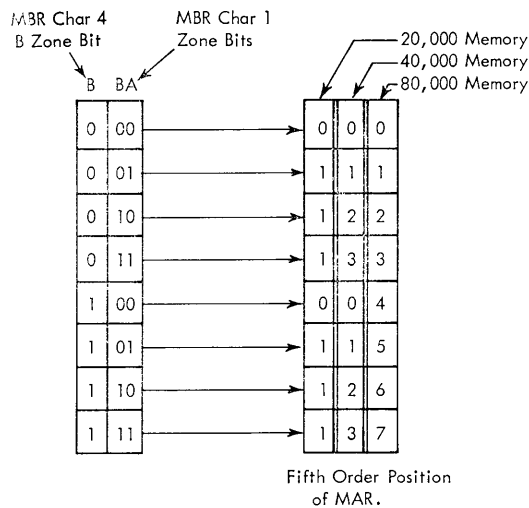 MBR Char 4
B Zone Bit
MBR Char 1
Zone Bits
20,000 Memory
40,000 Memory
80,000 Memory
B BA
0 00 0 0 0
0 01 1 1 1
0 10 1 2 2
0 11 1 3 3
1 00 0 0 4
1 01 1 1 5
1 10 1 2 6
1 11 1 3 7
Fifth Order Position
of MAR.